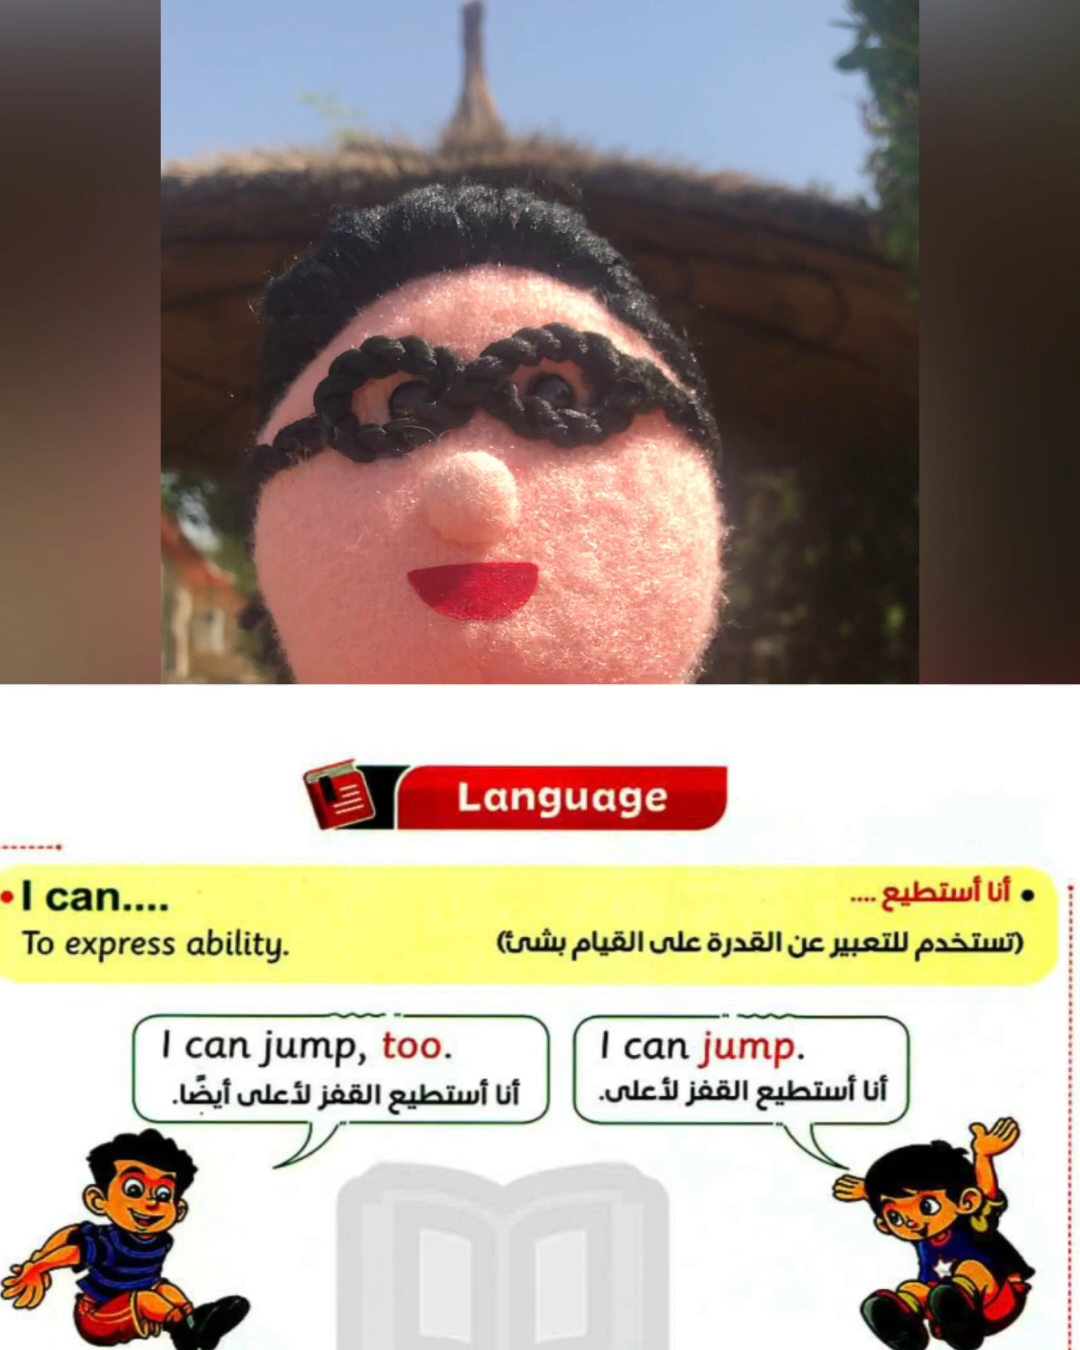 Language
I can....
أنا أستطيع ....
To express ability.
(تستخدم للتعبير عن القدرة على القيام بشئ)
I can jump, too.
أنا أستطيع القفز لأعلى أيضًا.
I can jump.
أنا أستطيع القفز لأعلى.